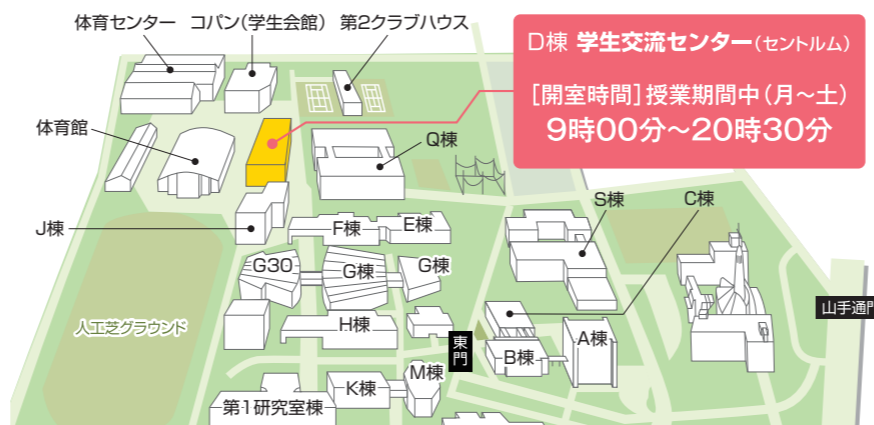 体育センター
コパン(学生会館)
第2クラブハウス
D棟 学生交流センター(セントルム)
[開室時間]授業期間中(月〜土)
9時00分〜20時30分
体育館
Q棟
J棟
F棟
E棟
S棟
C棟
G30
G棟
G棟
人工芝グラウンド
H棟
東門
B棟
A棟
山手通門
K棟
M棟
第1研究室棟